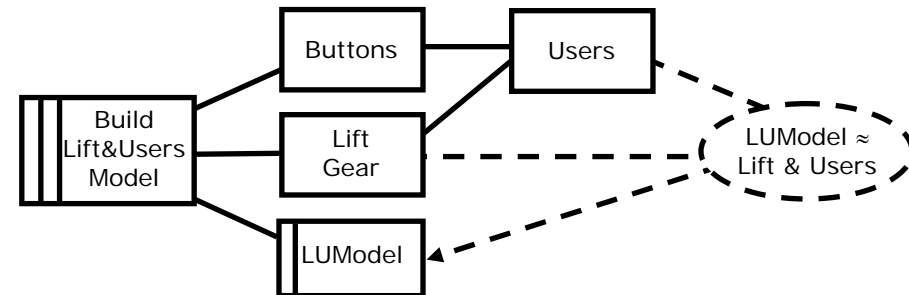 Buttons
Users
Build
Lift&Users
Model
Lift
Gear
LUModel
LUModel ≈
Lift & Users